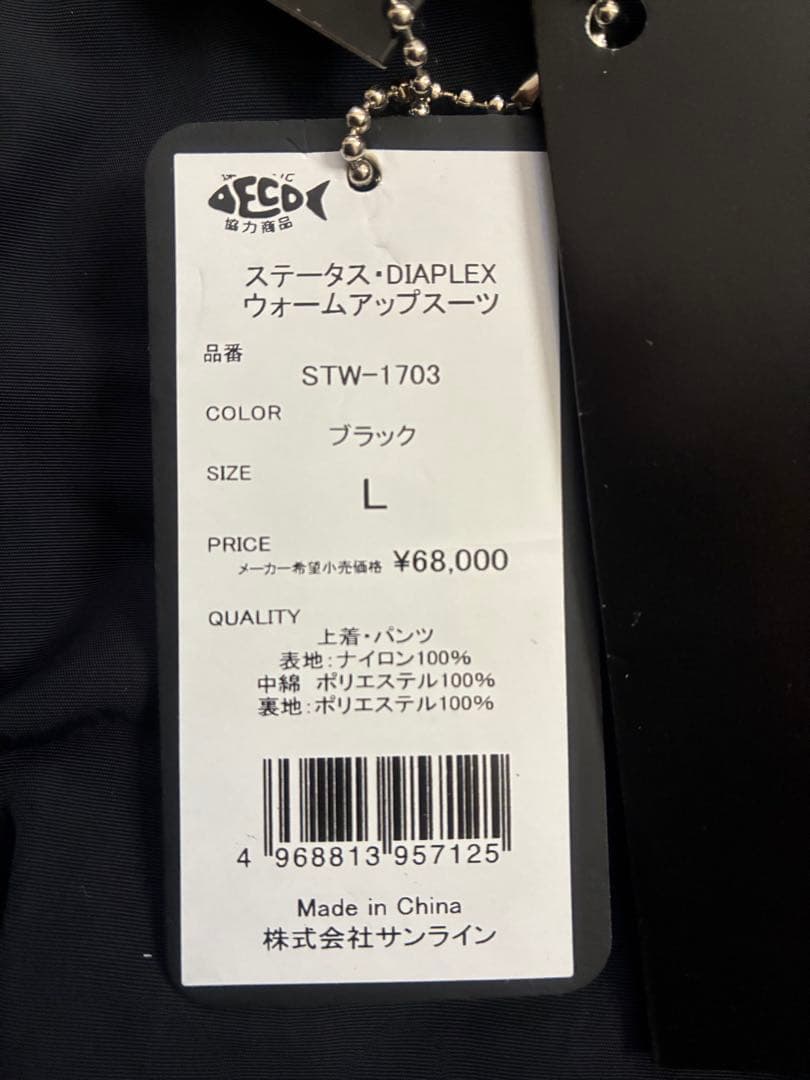 DECO
協力商品
ステータス・DIAPLEX
ウォームアップスーツ
品番
STW-1703
COLOR
ブラック
SIZE
L
PRICE
メーカー希望小売価格 ¥68,000
QUALITY
上着・パンツ
表地:ナイロン100%
中綿 ポリエステル100%
裏地:ポリエステル100%
4 968813 957125
Made in China
株式会社サンライン